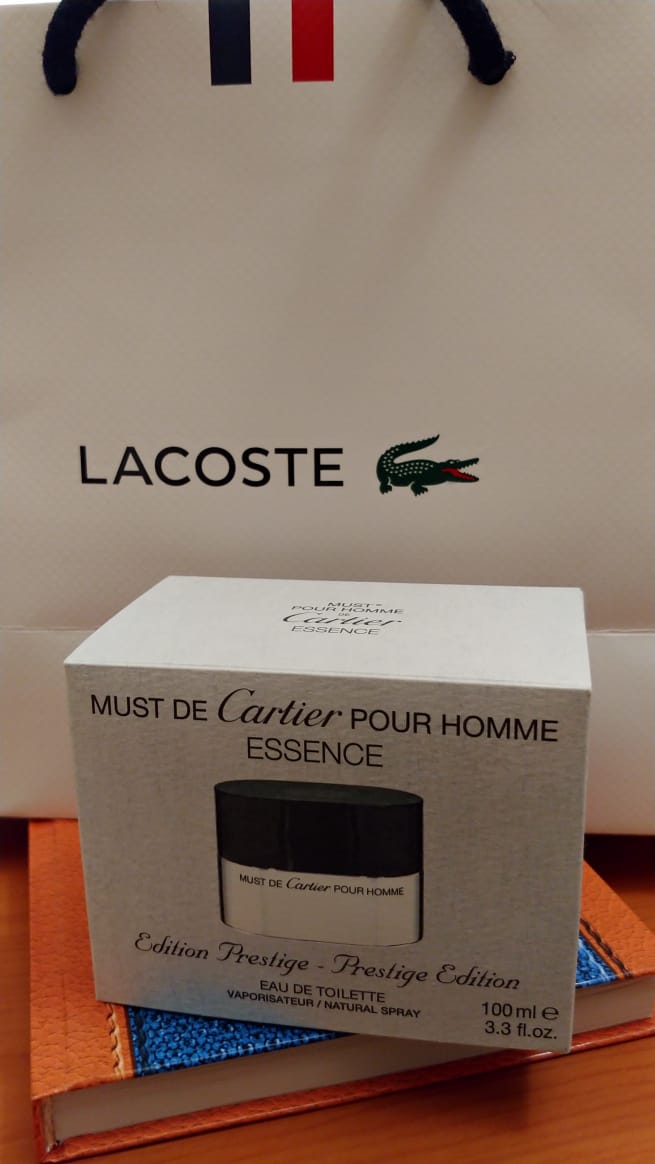 LACOSTE
MUST
POUR HOMME
DE
Cartier
ESSENCE
MUST DE Cartier POUR HOMME
ESSENCE
MUST DE Cartier POUR HOMME
Edition Prestige - Prestige Edition
EAU DE TOILETTE
VAPORISATEUR / NATURAL SPRAY
100 ml e
3.3 fl.oz.